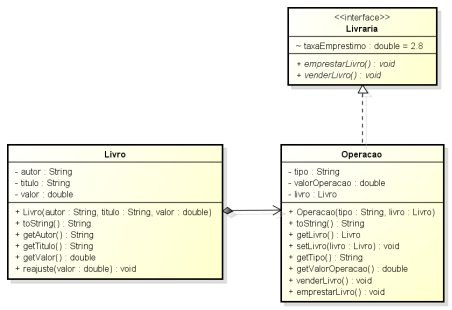 <<interface>>
Livraria
~ taxaEmprestimo : double = 2.8
+ emprestarLivro() : void
+ venderLivro() : void
Livro
- autor : String
- titulo : String
- valor : double
+ Livro(autor : String, titulo : String, valor : double)
+ toString() : String
+ getAutor() : String
+ getTitulo() : String
+ getValor() : double
+ reajuste(valor : double) : void
Operacao
- tipo : String
- valorOperacao : double
- livro : Livro
+ Operacao(tipo : String, livro : Livro)
+ toString() : String
+ getLivro() : Livro
+ setLivro(livro : Livro) : void
+ getTipo() : String
+ getValorOperacao() : double
+ venderLivro() : void
+ emprestarLivro() : void